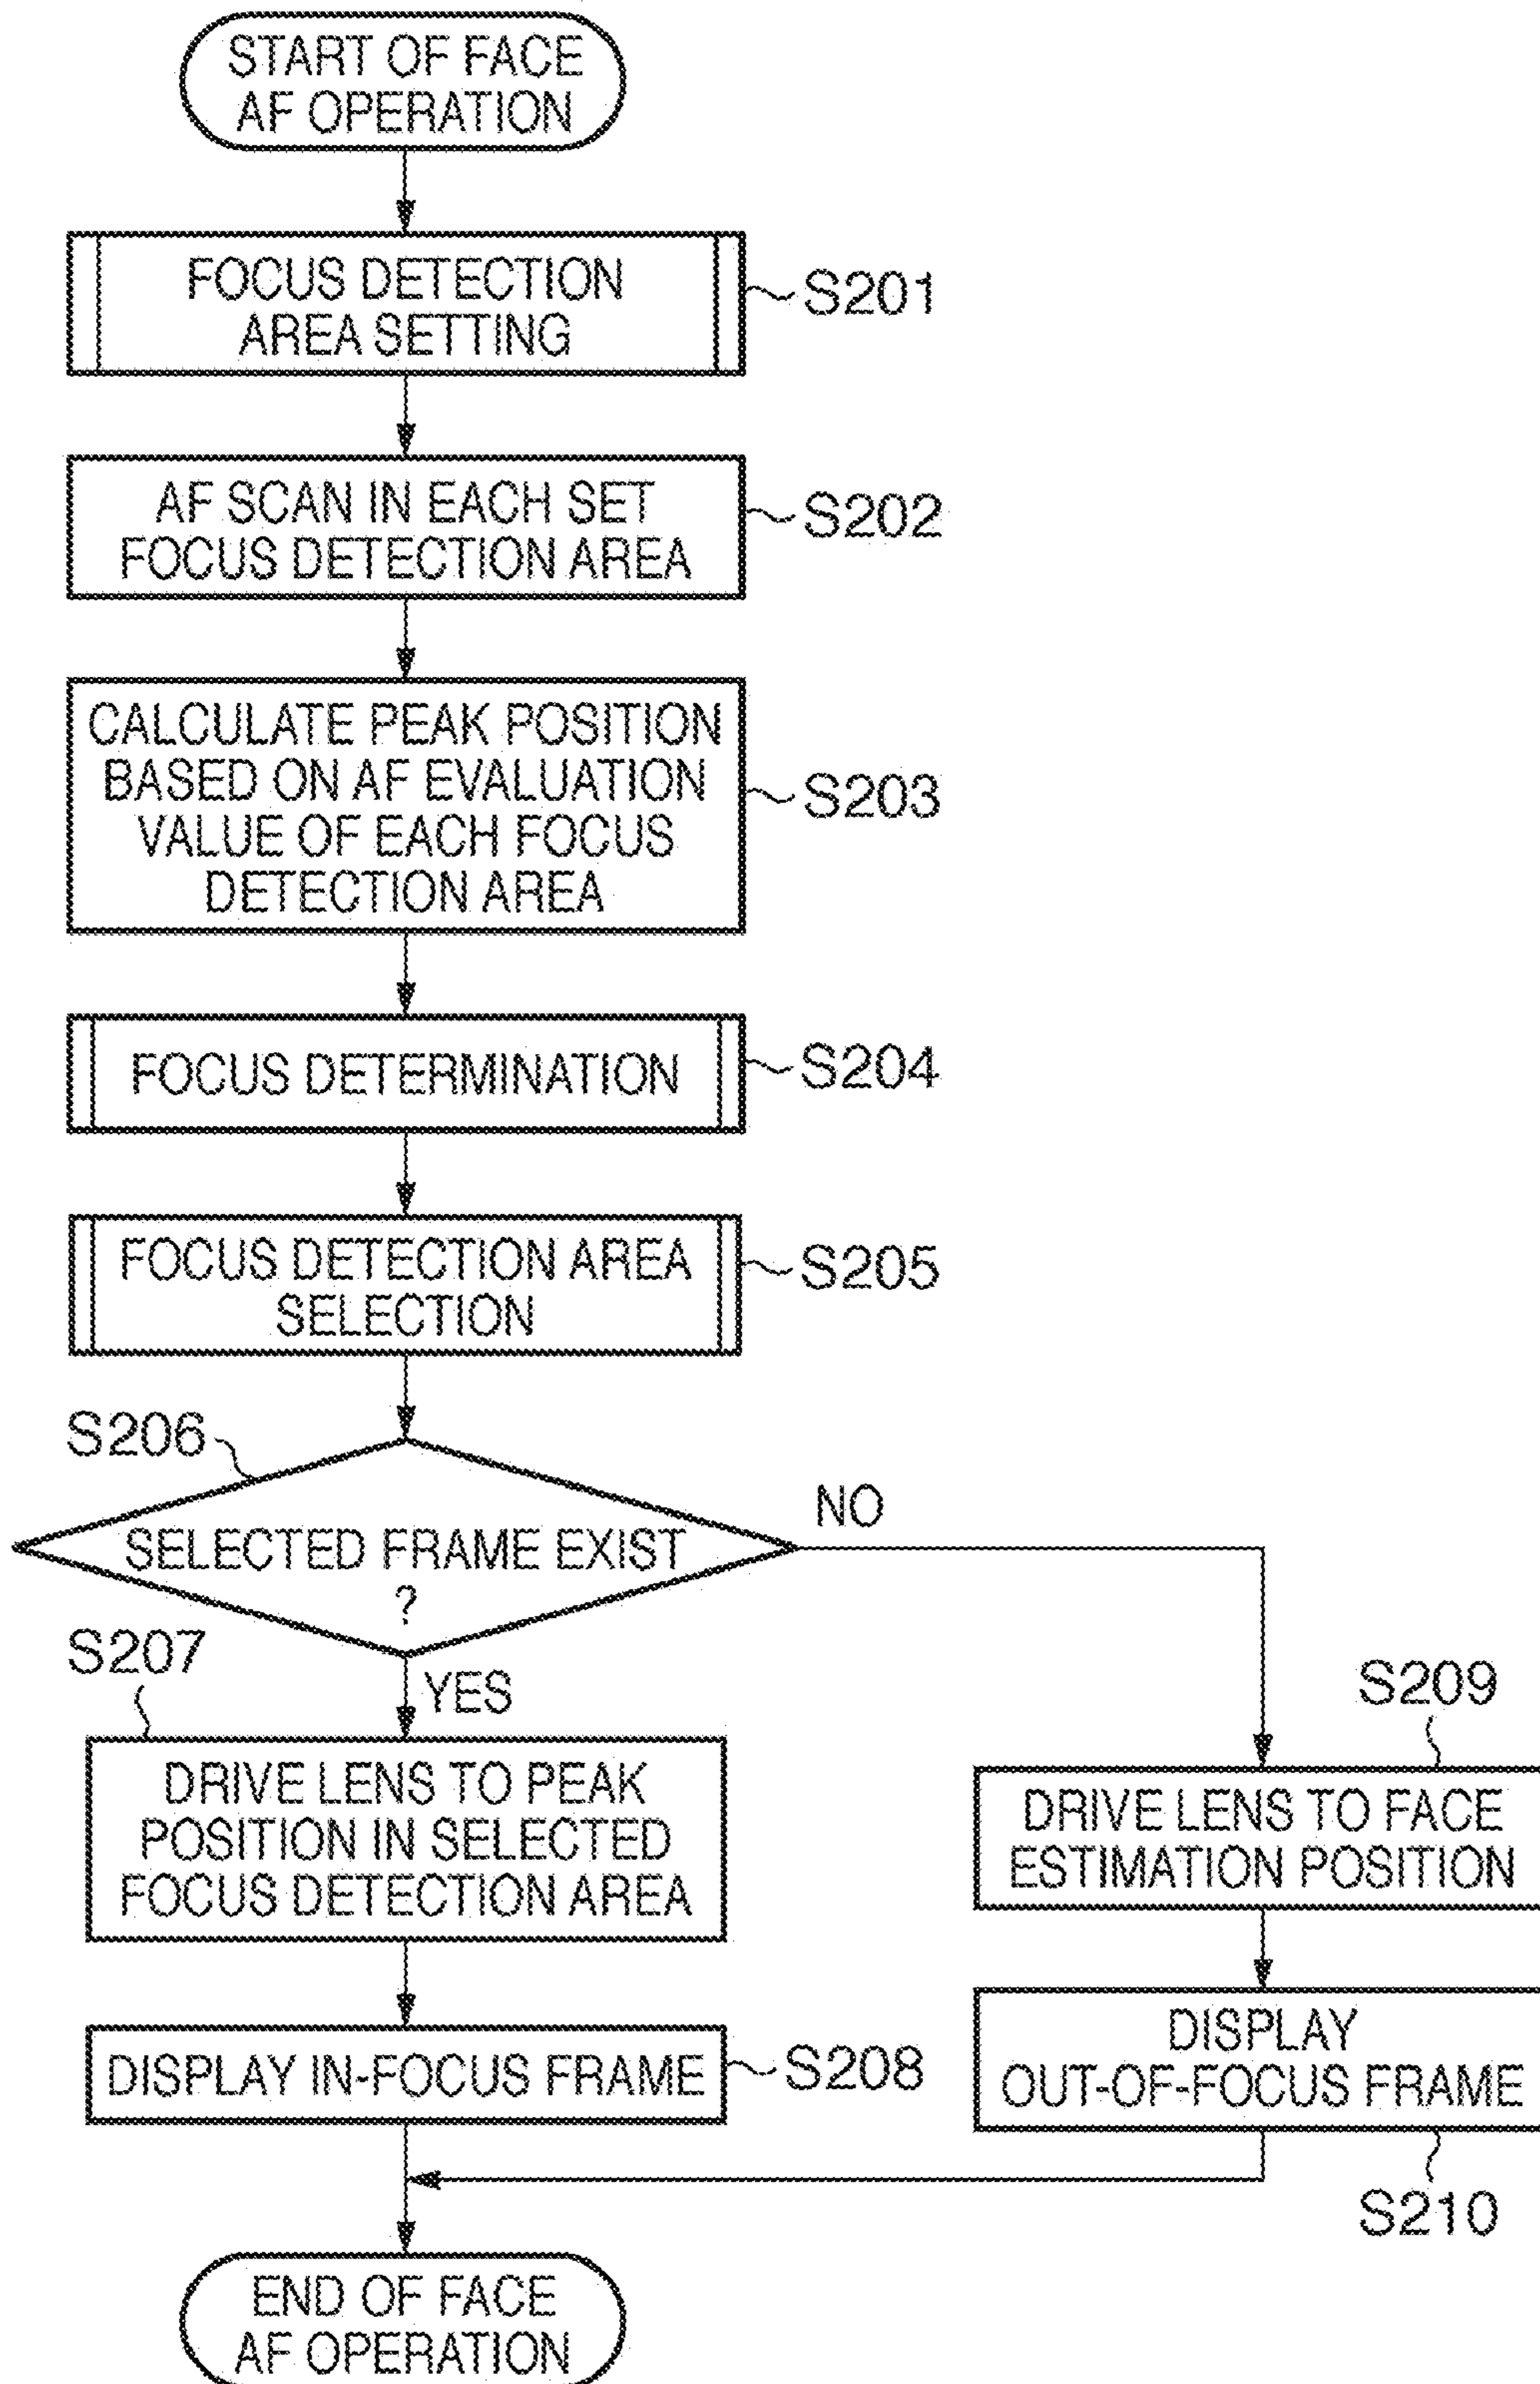 START OF FACE
AF OPERATION
FOCUS DETECTION
AREA SETTING
S201
AF SCAN IN EACH SET
FOCUS DETECTION AREA
S202
CALCULATE PEAK POSITION
BASED ON AF EVALUATION
VALUE OF EACH FOCUS
DETECTION AREA
S203
FOCUS DETERMINATION
S204
FOCUS DETECTION AREA
SELECTION
S205
S206
SELECTED FRAME EXIST
?
NO
YES
S207
DRIVE LENS TO PEAK
POSITION IN SELECTED
FOCUS DETECTION AREA
DISPLAY IN-FOCUS FRAME
S208
S209
DRIVE LENS TO FACE
ESTIMATION POSITION
DISPLAY
OUT-OF-FOCUS FRAME
S210
END OF FACE
AF OPERATION